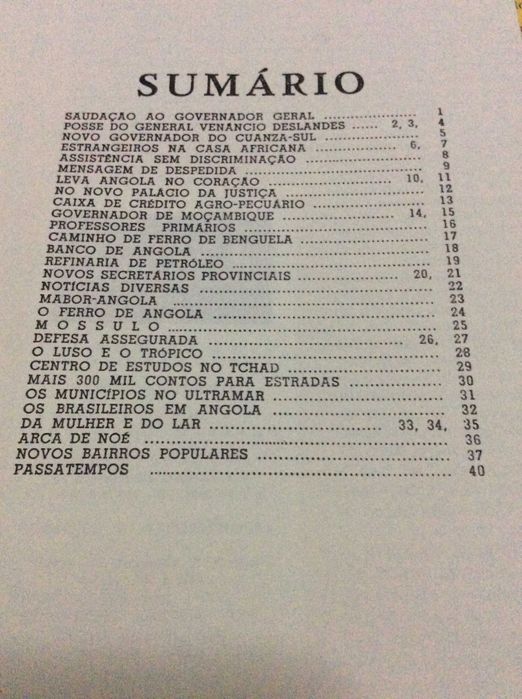 SUMÁRIO
SAUDAÇÃO AO GOVERNADOR GERAL ..................... 1
POSSE DO GENERAL VENANCIO DESLANDES ...... 2, 3, 4
NOVO GOVERNADOR DO CUANZA-SUL ..................... 5
ESTRANGEIROS NA CASA AFRICANA ..................... 6, 7
ASSISTÊNCIA SEM DISCRIMINAÇÃO ..................... 8
MENSAGEM DE DESPEDIDA ..................... 9
LEVA ANGOLA NO CORAÇÃO ..................... 10, 11
NO NOVO PALÁCIO DA JUSTIÇA ..................... 12
CAIXA DE CRÉDITO AGRO-PECUÁRIO ..................... 13
GOVERNADOR DE MOÇAMBIQUE ..................... 14, 15
PROFESSORES PRIMÁRIOS ..................... 16
CAMINHO DE FERRO DE BENGUELA ..................... 17
BANCO DE ANGOLA ..................... 18
REFINARIA DE PETRÓLEO ..................... 19
NOVOS SECRETÁRIOS PROVINCIAIS ..................... 20, 21
NOTÍCIAS DIVERSAS ..................... 22
MABOR-ANGOLA ..................... 23
O FERRO DE ANGOLA ..................... 24
M O S S U L O ..................... 25
DEFESA ASSEGURADA ..................... 26, 27
O LUSO E O TRÓPICO ..................... 28
CENTRO DE ESTUDOS NO TCHAD ..................... 29
MAIS 300 MIL CONTOS PARA ESTRADAS ..................... 30
OS MUNICÍPIOS NO ULTRAMAR ..................... 31
OS BRASILEIROS EM ANGOLA ..................... 32
DA MULHER E DO LAR ..................... 33, 34, 35
ARCA DE NOÉ ..................... 36
NOVOS BAIRROS POPULARES ..................... 37
PASSATEMPOS ..................... 40